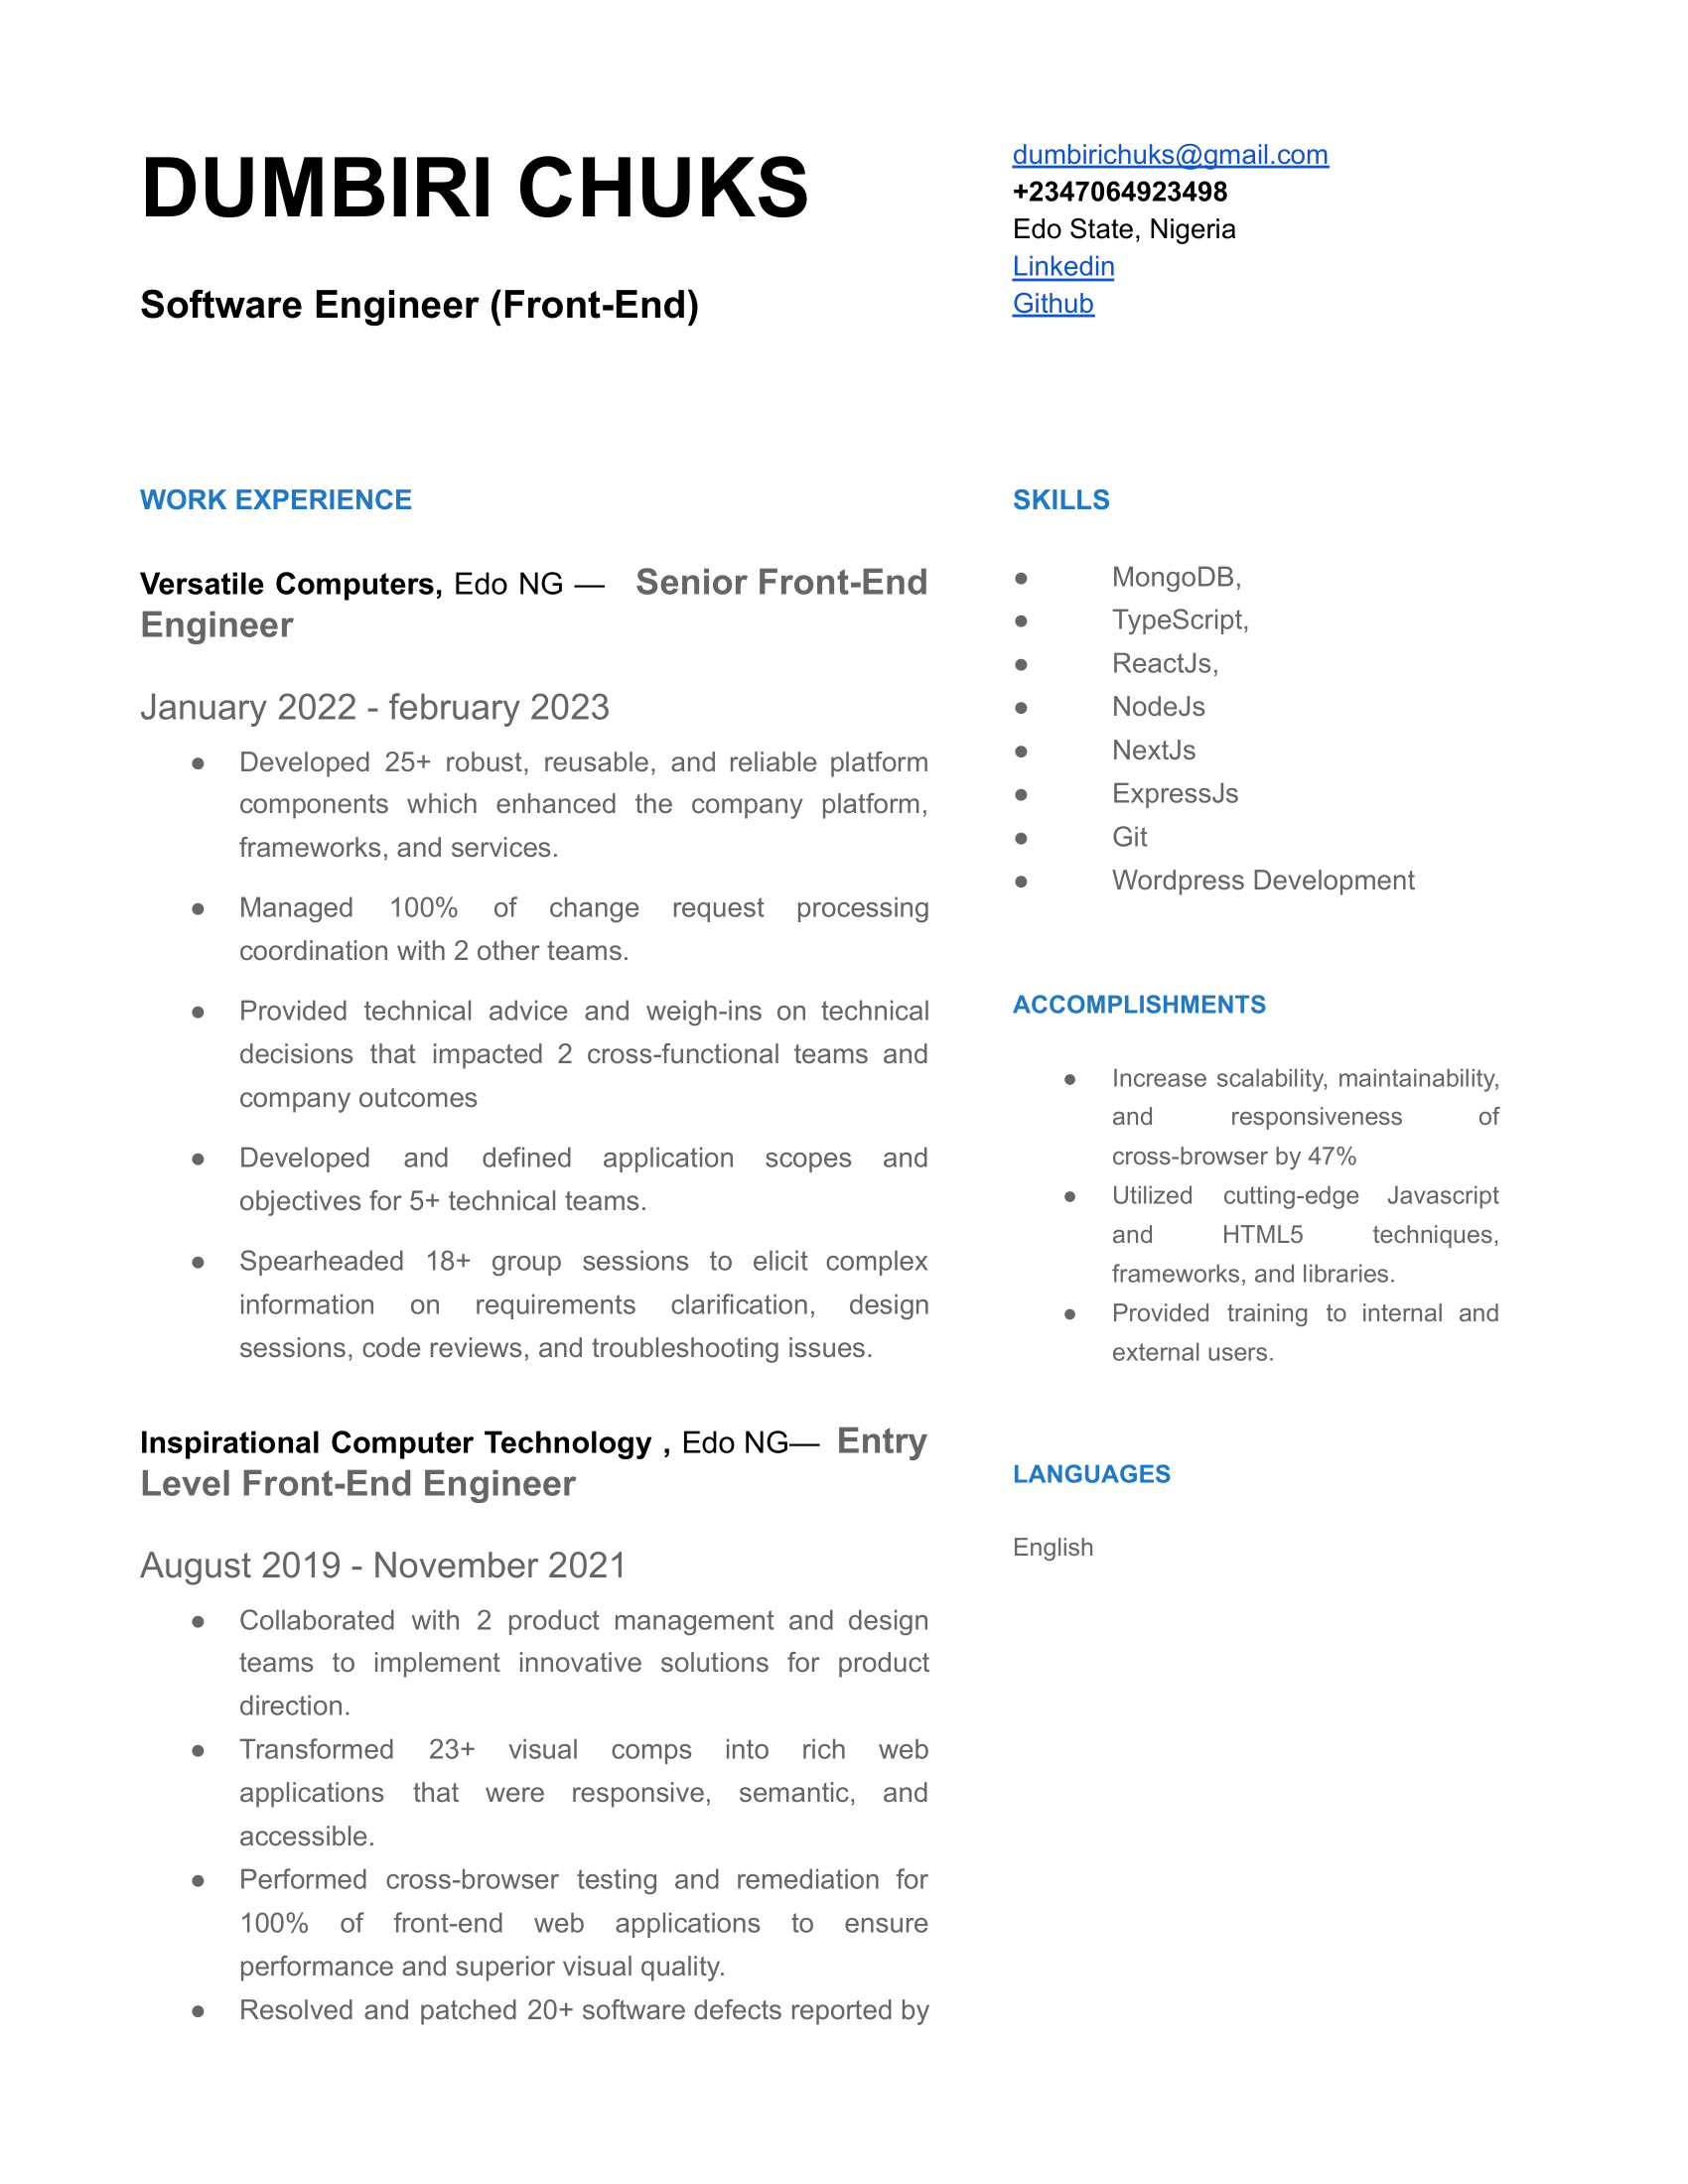 DUMBIRI CHUKS
Software Engineer (Front-End)
dumbirichuks@gmail.com
+2347064923498
Edo State, Nigeria
Linkedin
Github
WORK EXPERIENCE
Versatile Computers, Edo NG — Senior Front-End
Engineer
January 2022 - february 2023
● Developed 25+ robust, reusable, and reliable platform
components which enhanced the company platform,
frameworks, and services.
● Managed 100% of change request processing
coordination with 2 other teams.
● Provided technical advice and weigh-ins on technical
decisions that impacted 2 cross-functional teams and
company outcomes
● Developed and defined application scopes and
objectives for 5+ technical teams.
● Spearheaded 18+ group sessions to elicit complex
information on requirements clarification, design
sessions, code reviews, and troubleshooting issues.
Inspirational Computer Technology , Edo NG— Entry
Level Front-End Engineer
August 2019 - November 2021
● Collaborated with 2 product management and design
teams to implement innovative solutions for product
direction.
● Transformed 23+ visual comps into rich web
applications that were responsive, semantic, and
accessible.
● Performed cross-browser testing and remediation for
100% of front-end web applications to ensure
performance and superior visual quality.
● Resolved and patched 20+ software defects reported by
SKILLS
● MongoDB,
● TypeScript,
● ReactJs,
● NodeJs
● NextJs
● ExpressJs
● Git
● Wordpress Development
ACCOMPLISHMENTS
● Increase scalability, maintainability,
and responsiveness of
cross-browser by 47%
● Utilized cutting-edge Javascript
and HTML5 techniques,
frameworks, and libraries.
● Provided training to internal and
external users.
LANGUAGES
English